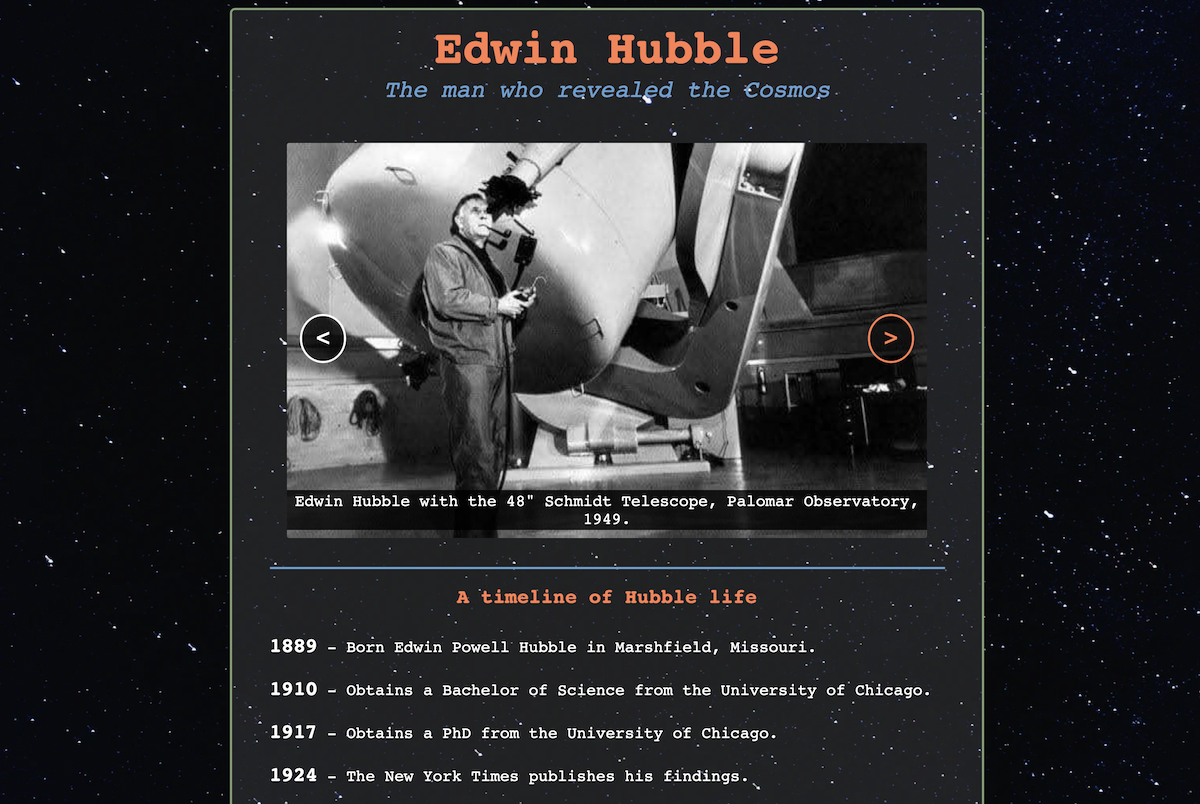 Edwin Hubble
The man who revealed the Cosmos
<
>
Edwin Hubble with the 48" Schmidt Telescope, Palomar Observatory,
1949.
A timeline of Hubble life
1889 - Born Edwin Powell Hubble in Marshfield, Missouri.
1910 - Obtains a Bachelor of Science from the University of Chicago.
1917 - Obtains a PhD from the University of Chicago.
1924 - The New York Times publishes his findings.